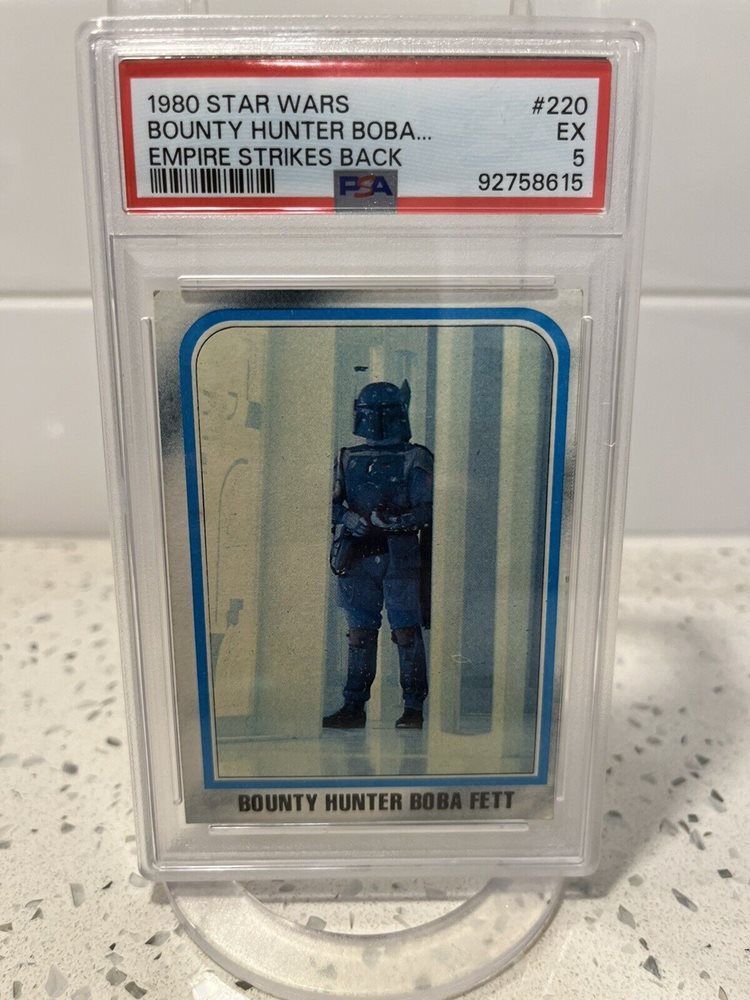 1980 STAR WARS #220
BOUNTY HUNTER BOBA... EX
EMPIRE STRIKES BACK 5
PSA 92758615
BOUNTY HUNTER BOBA FETT